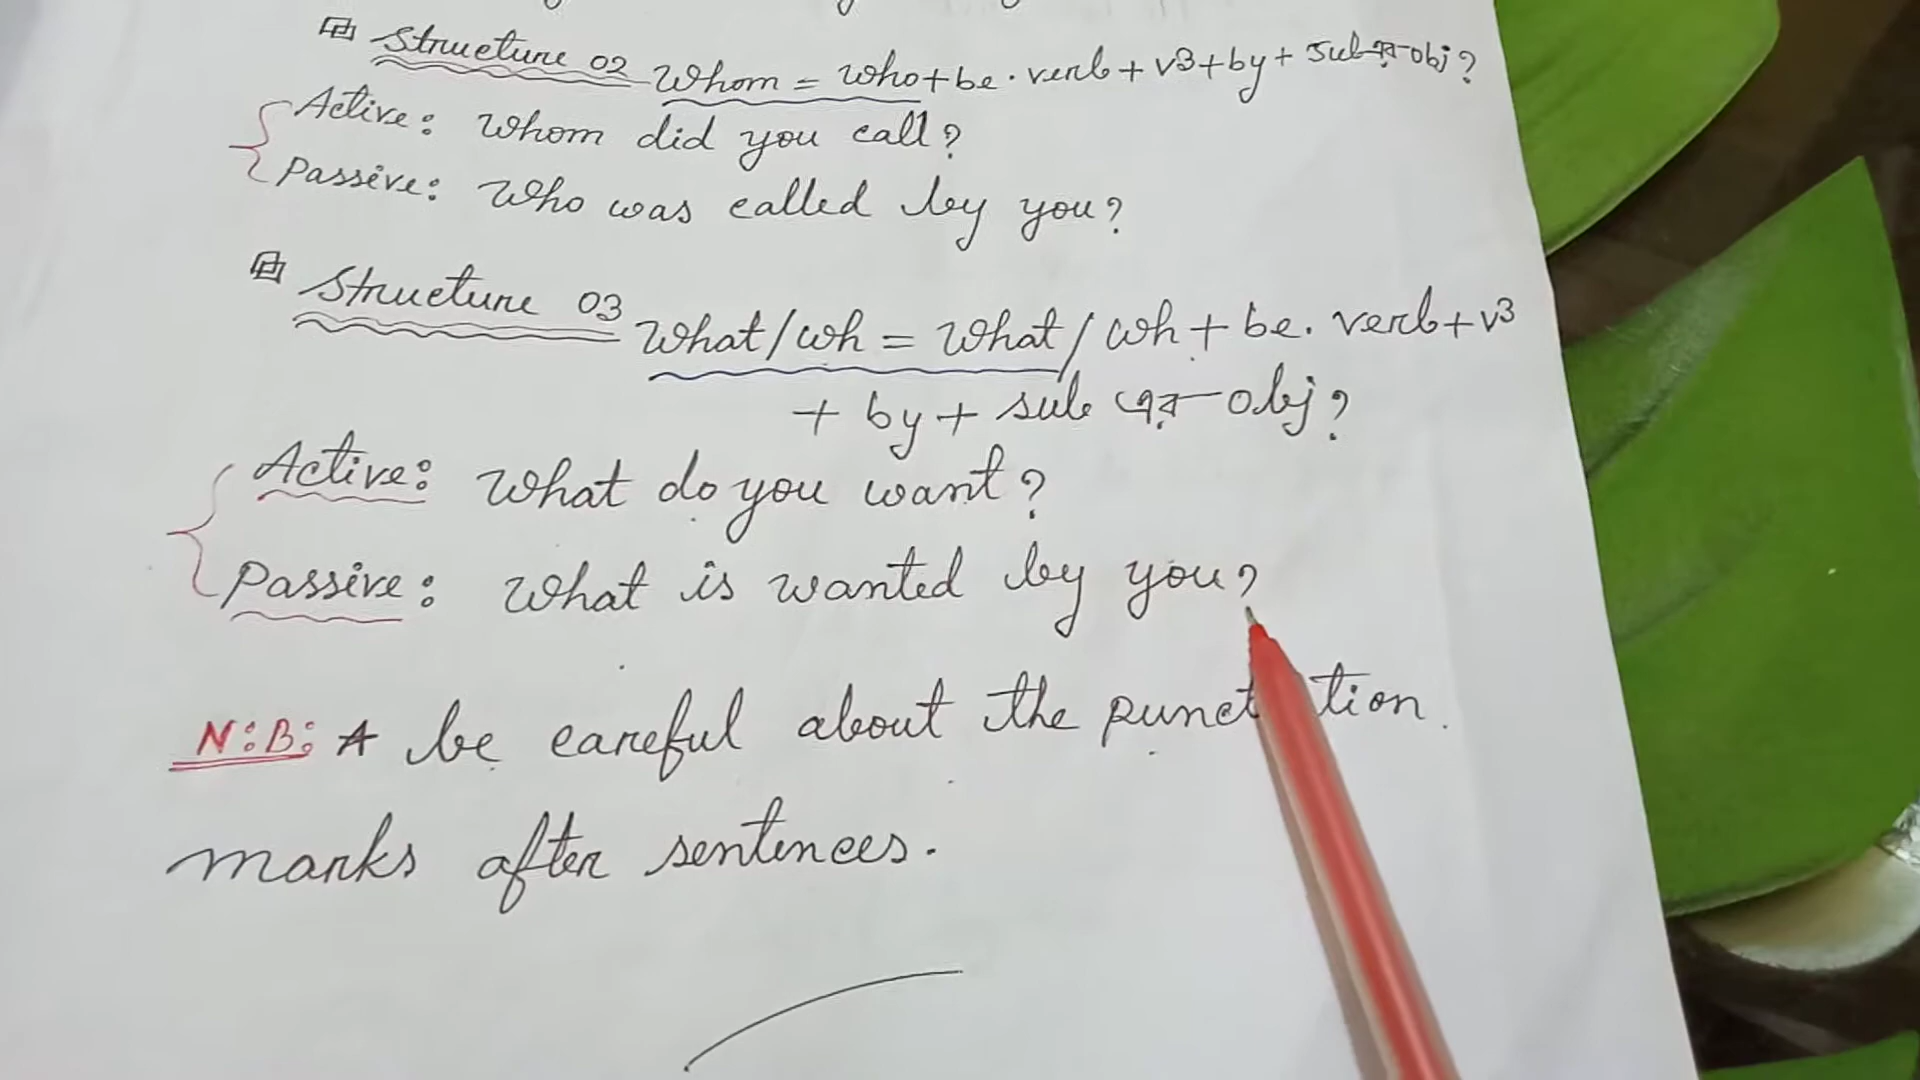 Structure 02 Whom = who+be. verb + v3+by+ sub এর obj?
Active: Whom did you call?
Passive: Who was called by you?
Structure 03 What/wh = What/wh + be. verb+v3
+ by + sub এর obj?
Active: What do you want?
Passive: What is wanted by you?
N:B: be careful about the punctuation
marks after sentences.